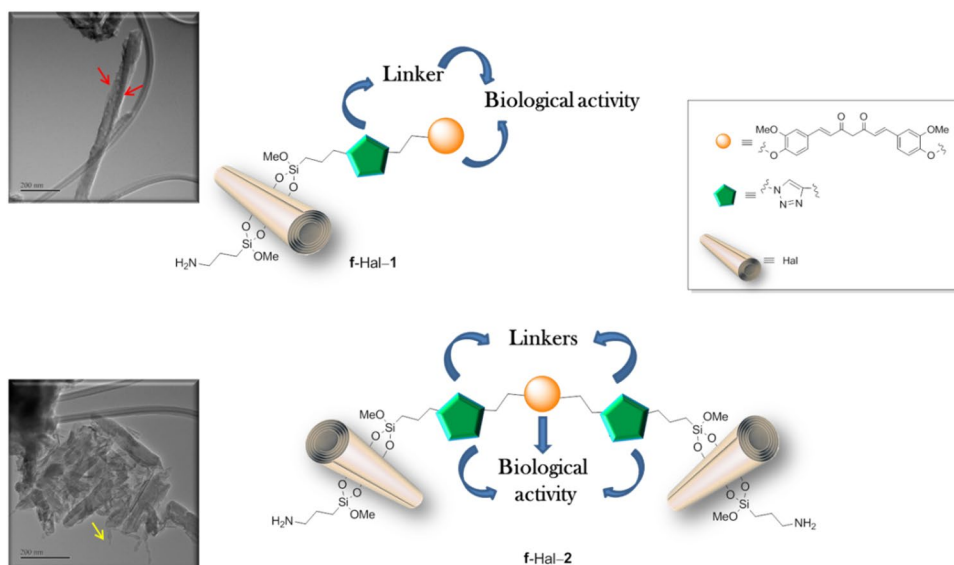 200 nm
Linker
Biological activity
MeO
Si
O
O
O
O
Si
OMe
H2N
f-Hal–1
≡
MeO
O
O
O
OMe
O
≡
N
N=N
≡ Hal
200 nm
Linkers
MeO
Si
O
O
Biological
activity
O
O
Si
OMe
H2N
OMe
Si
O
O
O
O
Si
MeO
NH2
f-Hal–2